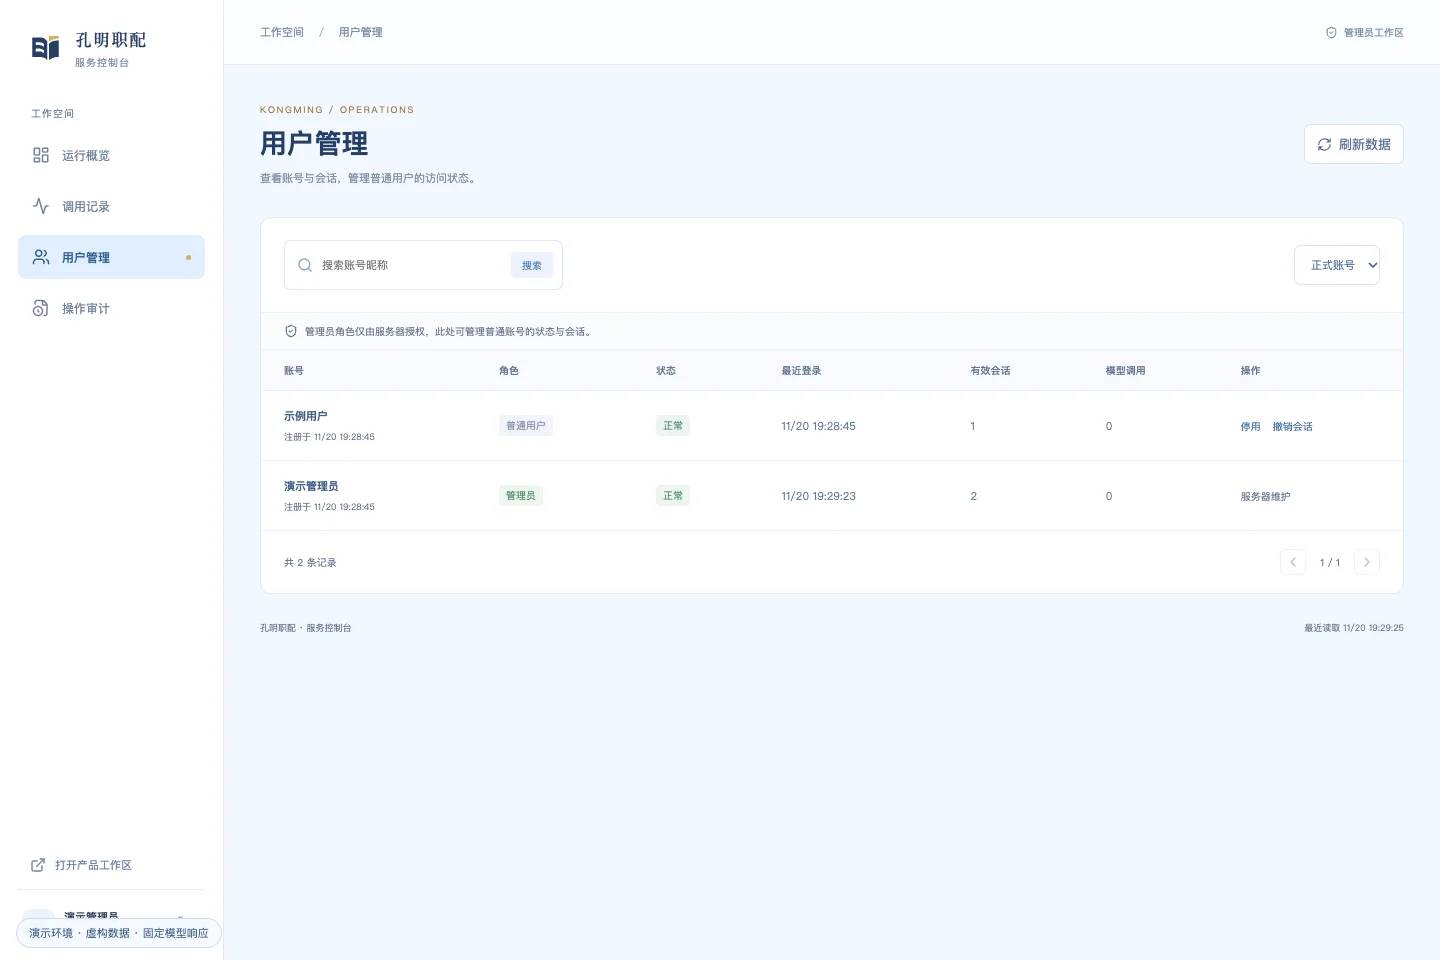 孔明职配
服务控制台
工作空间
运行概览
调用记录
用户管理
操作审计
打开产品工作区
演示管理员
演示环境 · 虚构数据 · 固定模型响应
工作空间 / 用户管理
管理员工作区
KONGMING / OPERATIONS
用户管理
查看账号与会话，管理普通用户的访问状态。
刷新数据
搜索账号昵称
搜索
正式账号
管理员角色仅由服务器授权，此处可管理普通账号的状态与会话。
账号 角色 状态 最近登录 有效会话 模型调用 操作
示例用户
注册于 11/20 19:28:45
普通用户 正常 11/20 19:28:45 1 0 停用 撤销会话
演示管理员
注册于 11/20 19:28:45
管理员 正常 11/20 19:29:23 2 0 服务器维护
共 2 条记录
1 / 1
孔明职配 · 服务控制台
最近读取 11/20 19:29:25